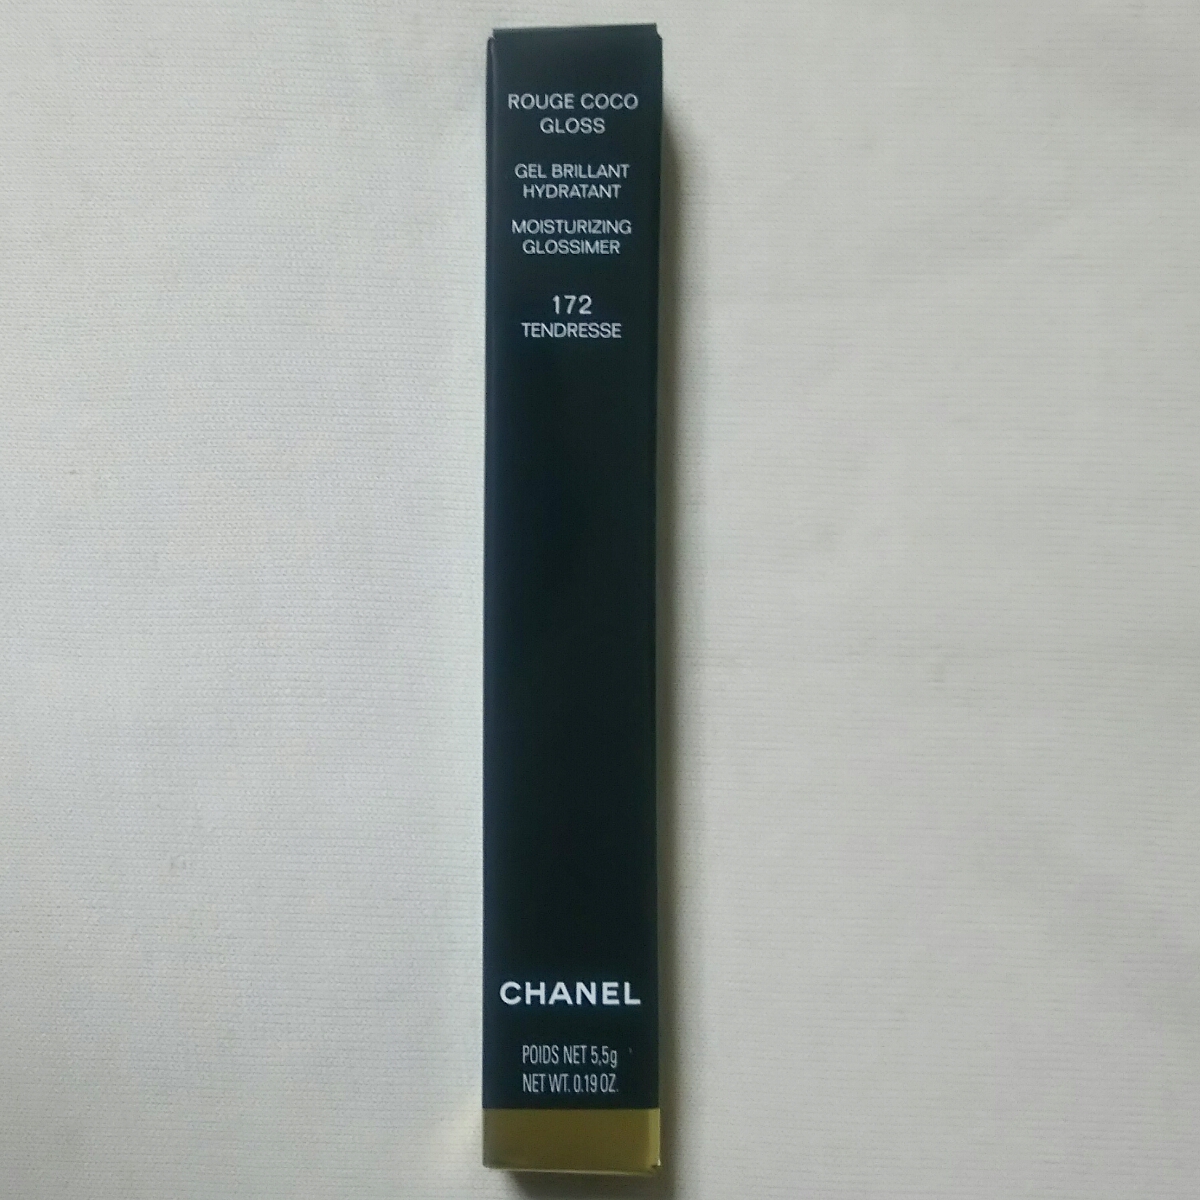 ROUGE COCO
GLOSS
GEL BRILLANT
HYDRATANT
MOISTURIZING
GLOSSIMER
172
TENDRESSE
CHANEL
POIDS NET 5,5g
NET WT. 0.19 OZ.